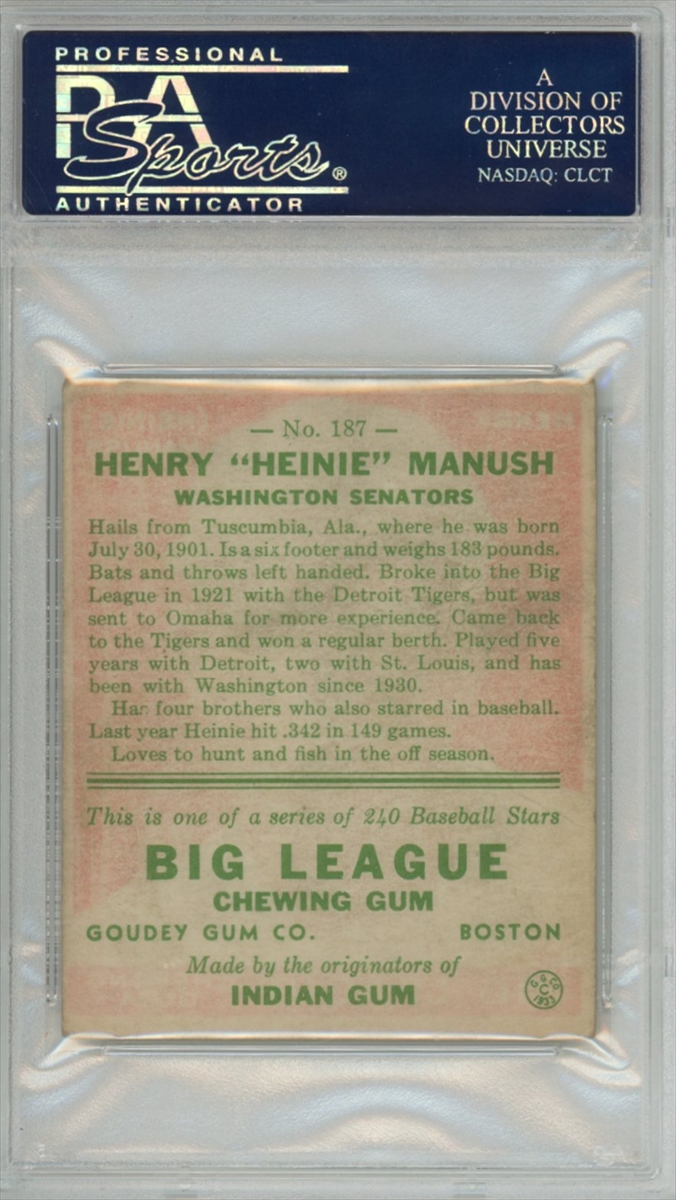 PROFESSIONAL
PSA
Sports®
AUTHENTICATOR
A
DIVISION OF
COLLECTORS
UNIVERSE
NASDAQ: CLCT
— No. 187 —
HENRY “HEINIE” MANUSH
WASHINGTON SENATORS
Hails from Tuscumbia, Ala., where he was born
July 30, 1901. Is a six footer and weighs 183 pounds.
Bats and throws left handed. Broke into the Big
League in 1921 with the Detroit Tigers, but was
sent to Omaha for more experience. Came back
to the Tigers and won a regular berth. Played five
years with Detroit, two with St. Louis, and has
been with Washington since 1930.
Has four brothers who also starred in baseball.
Last year Heinie hit .342 in 149 games.
Loves to hunt and fish in the off season.
This is one of a series of 240 Baseball Stars
BIG LEAGUE
CHEWING GUM
GOUDEY GUM CO. BOSTON
Made by the originators of
INDIAN GUM
G. G. CO.
C
1933